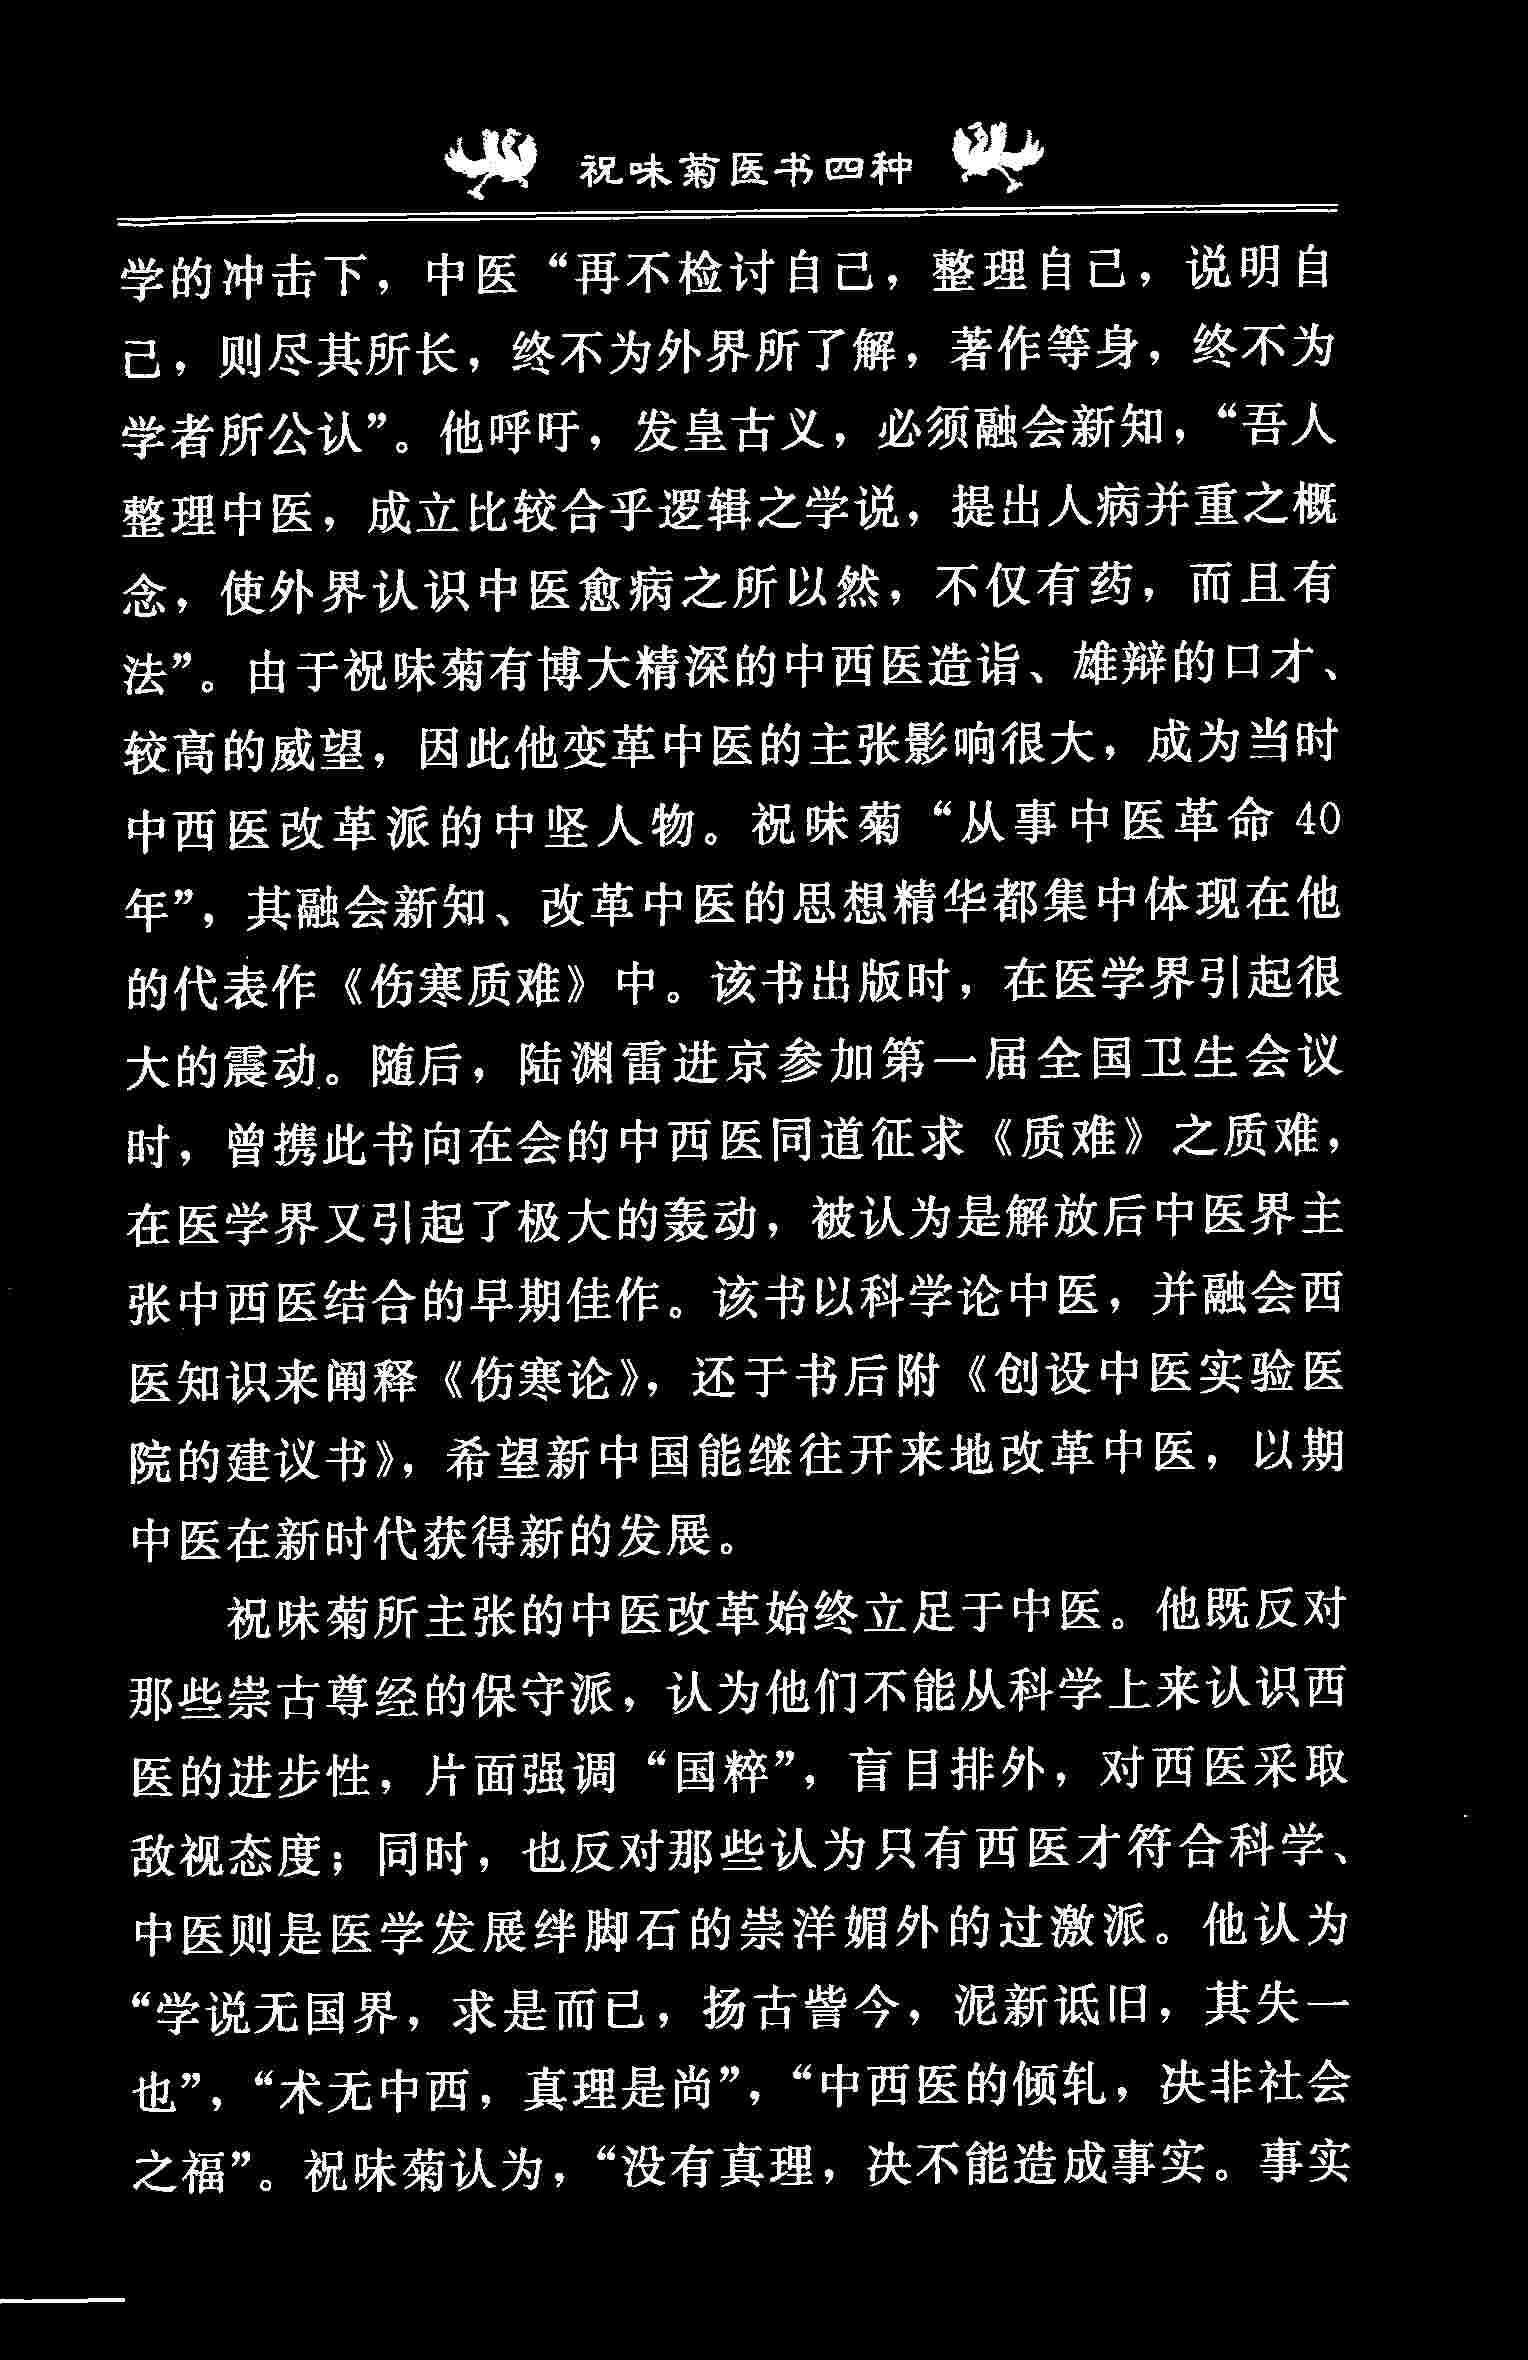 祝味菊医书四种
学的冲击下，中医“再不检讨自己，整理自己，说明自
己，则尽其所长，终不为外界所了解，著作等身，终不为
学者所公认”。他呼吁，发皇古义，必须融会新知，“吾人
整理中医，成立比较合乎逻辑之学说，提出人病并重之概
念，使外界认识中医愈病之所以然，不仅有药，而且有
法”。由于祝味菊有博大精深的中西医造诣、雄辩的口才、
较高的威望，因此他变革中医的主张影响很大，成为当时
中西医改革派的中坚人物。祝味菊“从事中医革命40
年”，其融会新知、改革中医的思想精华都集中体现在他
的代表作《伤寒质难》中。该书出版时，在医学界引起很
大的震动。随后，陆渊雷进京参加第一届全国卫生会议
时，曾携此书向在会的中西医同道征求《质难》之质难，
在医学界又引起了极大的轰动，被认为是解放后中医界主
张中西医结合的早期佳作。该书以科学论中医，并融会西
医知识来阐释《伤寒论》，还于书后附《创设中医实验医
院的建议书》，希望新中国能继往开来地改革中医，以期
中医在新时代获得新的发展。
祝味菊所主张的中医改革始终立足于中医。他既反对
那些崇古尊经的保守派，认为他们不能从科学上来认识西
医的进步性，片面强调“国粹”，盲目排外，对西医采取
敌视态度；同时，也反对那些认为只有西医才符合科学、
中医则是医学发展绊脚石的崇洋媚外的过激派。他认为
“学说无国界，求是而已，扬古訾今，泥新诋旧，其失一
也”，“术无中西，真理是尚”，“中西医的倾轧，决非社会
之福”。祝味菊认为，“没有真理，决不能造成事实。事实